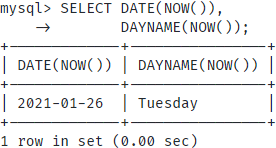 mysql> SELECT DATE(NOW()),
    -> DAYNAME(NOW());
+-------------+----------------+
| DATE(NOW()) | DAYNAME(NOW()) |
+-------------+----------------+
| 2021-01-26  | Tuesday        |
+-------------+----------------+
1 row in set (0.00 sec)